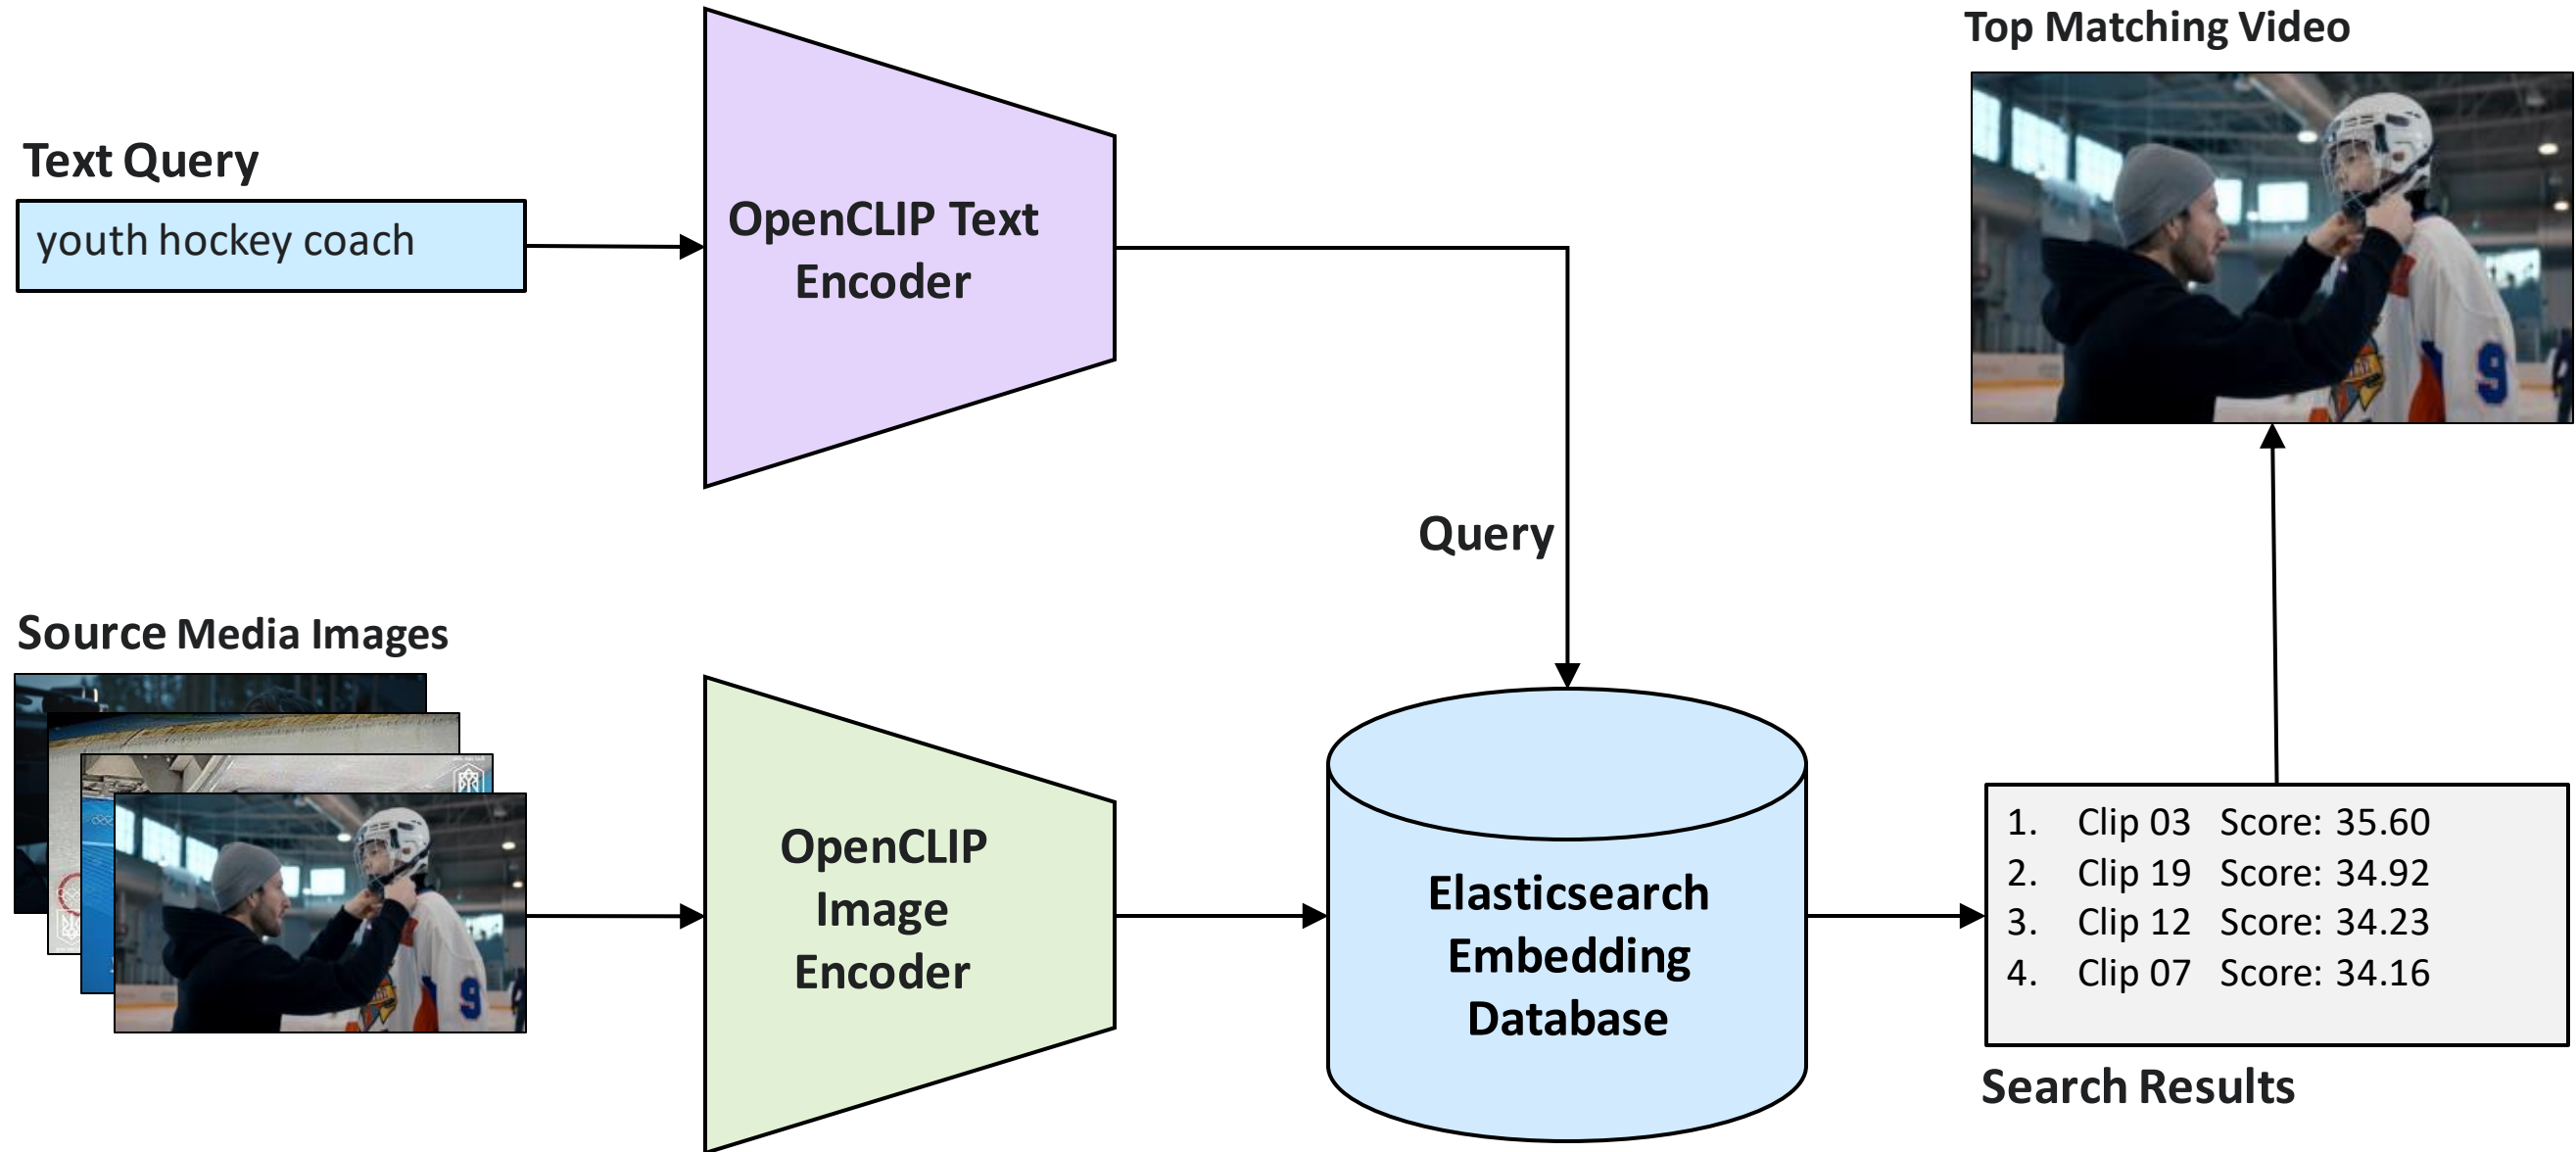 Top Matching Video
Text Query
youth hockey coach
OpenCLIP Text
Encoder
9
Query
Source Media Images
9
OpenCLIP
Image
Encoder
Elasticsearch
Embedding
Database
1. Clip 03 Score: 35.60
2. Clip 19 Score: 34.92
3. Clip 12 Score: 34.23
4. Clip 07 Score: 34.16
Search Results